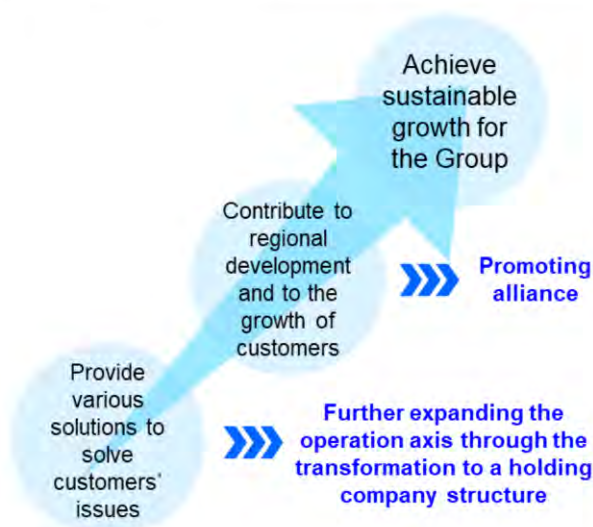 Achieve
sustainable
growth for
the Group
Contribute to
regional
development
and to the
growth of
customers
Promoting
alliance
Provide
various
solutions to
solve
customers'
issues
Further expanding the
operation axis through the
transformation to a holding
company structure